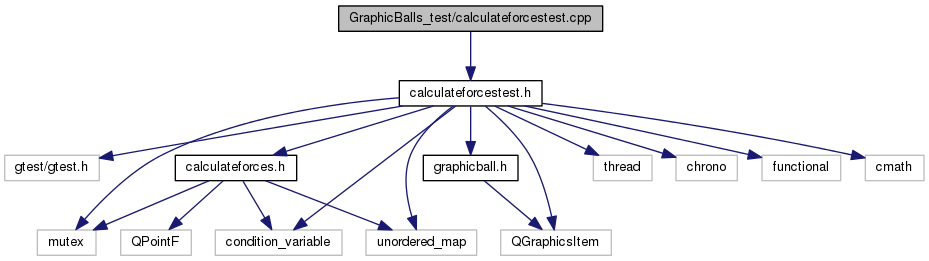 GraphicBalls_test/calculateforcestest.cpp
calculateforcestest.h
gtest/gtest.h
calculateforces.h
graphicball.h
thread
chrono
functional
cmath
mutex
QPointF
condition_variable
unordered_map
QGraphicsItem